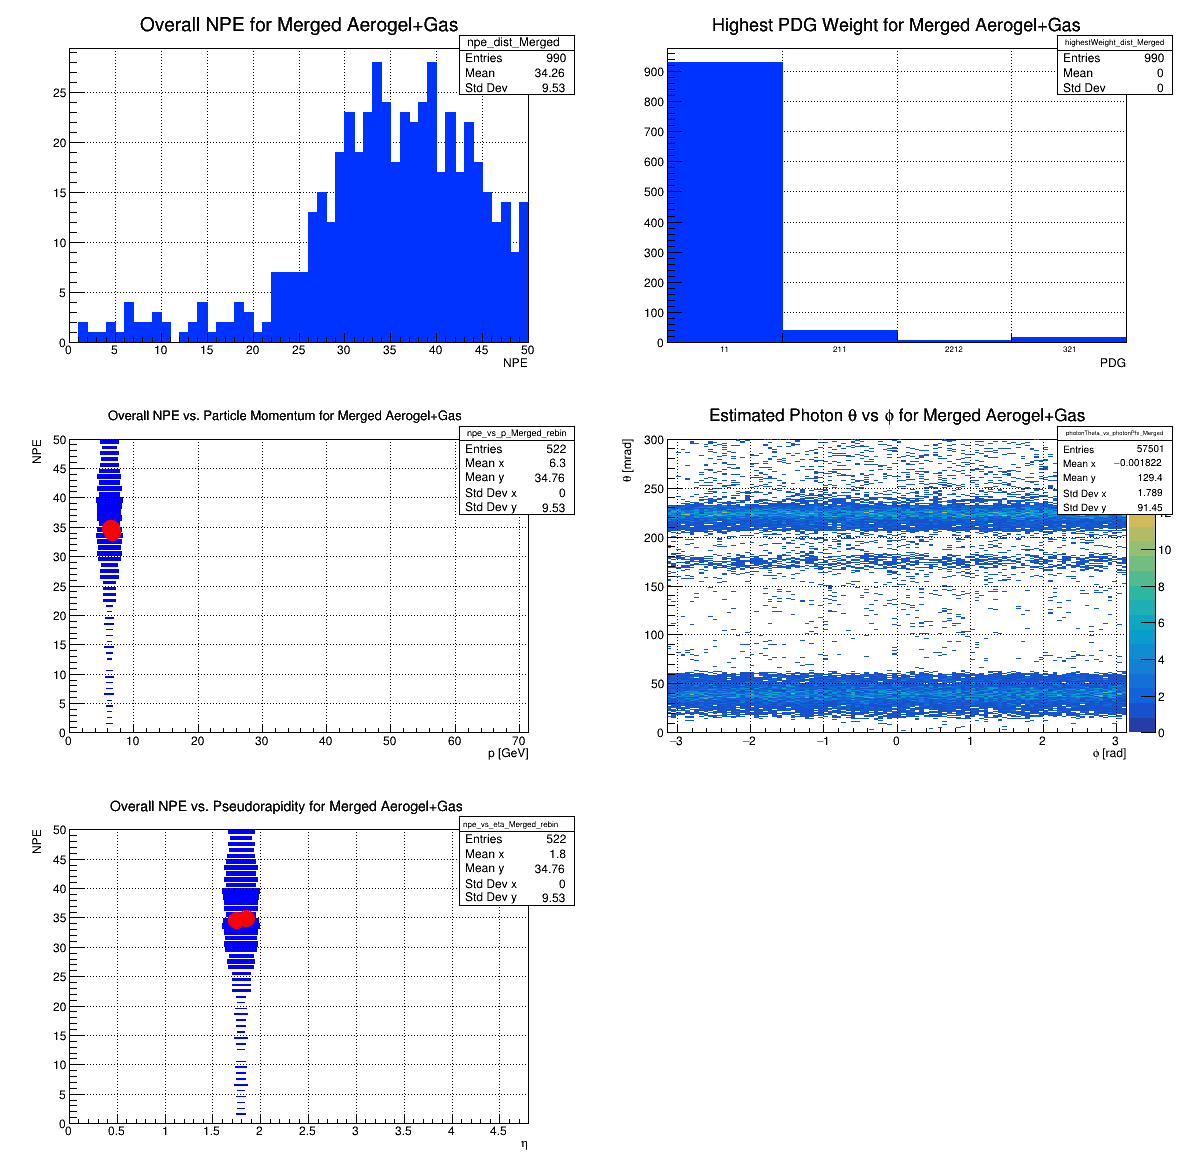 Overall NPE for Merged Aerogel+Gas
npe_dist_Merged
Entries 990
Mean 34.26
Std Dev 9.53
25
20
15
10
5
0
0 5 10 15 20 25 30 35 40 45 50
NPE
Highest PDG Weight for Merged Aerogel+Gas
highestWeight_dist_Merged
Entries 990
Mean 0
Std Dev 0
900
800
700
600
500
400
300
200
100
0
11 211 2212 321
PDG
Overall NPE vs. Particle Momentum for Merged Aerogel+Gas
npe_vs_p_Merged_rebin
Entries 522
Mean x 6.3
Mean y 34.76
Std Dev x 0
Std Dev y 9.53
NPE
50
45
40
35
30
25
20
15
10
5
0
0 10 20 30 40 50 60 70
p [GeV]
Estimated Photon θ vs ϕ for Merged Aerogel+Gas
photonTheta_vs_photonPhi_Merged
Entries 57501
Mean x −0.001822
Mean y 129.4
Std Dev x 1.789
Std Dev y 91.45
θ [mrad]
300
250
200
150
100
50
0
−3 −2 −1 0 1 2 3
ϕ [rad]
10
8
6
4
2
0
Overall NPE vs. Pseudorapidity for Merged Aerogel+Gas
npe_vs_eta_Merged_rebin
Entries 522
Mean x 1.8
Mean y 34.76
Std Dev x 0
Std Dev y 9.53
NPE
50
45
40
35
30
25
20
15
10
5
0
0 0.5 1 1.5 2 2.5 3 3.5 4 4.5
η